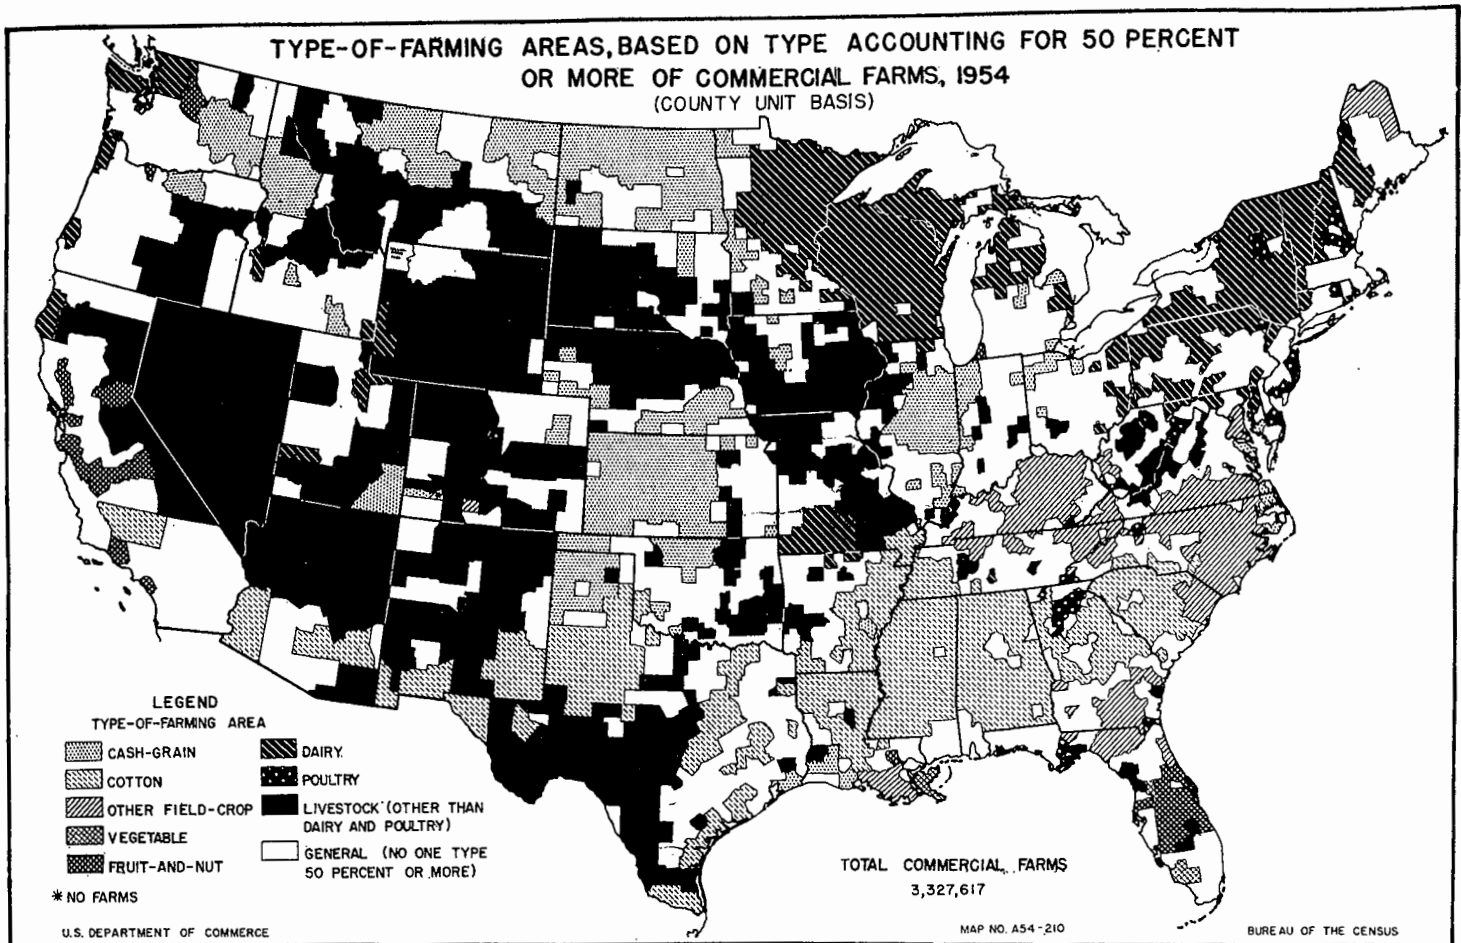 TYPE-OF-FARMING AREAS, BASED ON TYPE ACCOUNTING FOR 50 PERCENT
OR MORE OF COMMERCIAL FARMS, 1954
(COUNTY UNIT BASIS)
LEGEND
TYPE-OF-FARMING AREA
CASH-GRAIN
COTTON
OTHER FIELD-CROP
VEGETABLE
FRUIT-AND-NUT
* NO FARMS
DAIRY
POULTRY
LIVESTOCK (OTHER THAN
DAIRY AND POULTRY)
GENERAL (NO ONE TYPE
50 PERCENT OR MORE)
TOTAL COMMERCIAL FARMS
3,327,617
U.S. DEPARTMENT OF COMMERCE
MAP NO. A54-210
BUREAU OF THE CENSUS